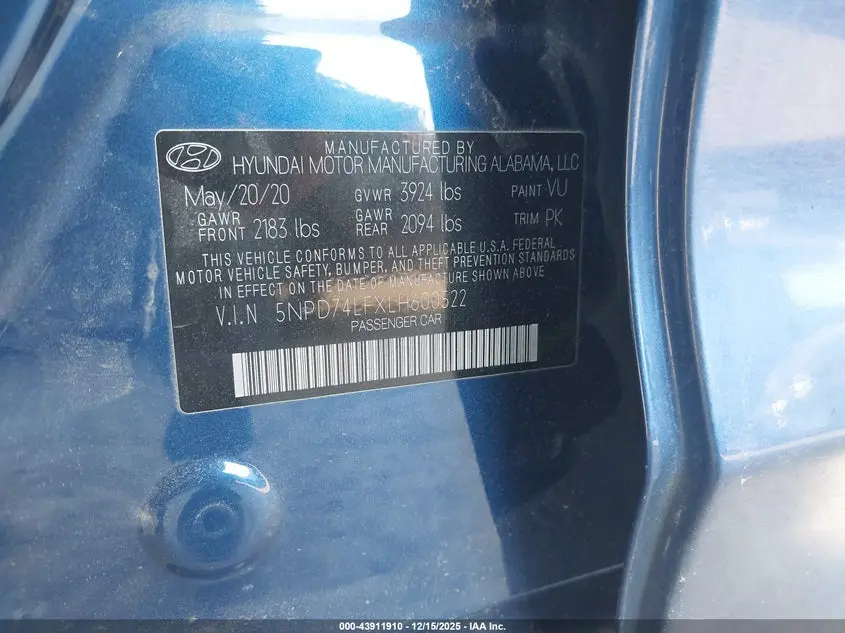 MANUFACTURED BY
HYUNDAI MOTOR MANUFACTURING ALABAMA, LLC
May/20/20 GVWR 3924 lbs PAINT VU
GAWR FRONT 2183 lbs GAWR REAR 2094 lbs TRIM PK
THIS VEHICLE CONFORMS TO ALL APPLICABLE U.S.A. FEDERAL
MOTOR VEHICLE SAFETY, BUMPER, AND THEFT PREVENTION STANDARDS
IN EFFECT ON THE DATE OF MANUFACTURE SHOWN ABOVE.
V.I.N 5NPD74LFXLH600522
PASSENGER CAR
000-43911910 - 12/15/2025 - IAA Inc.